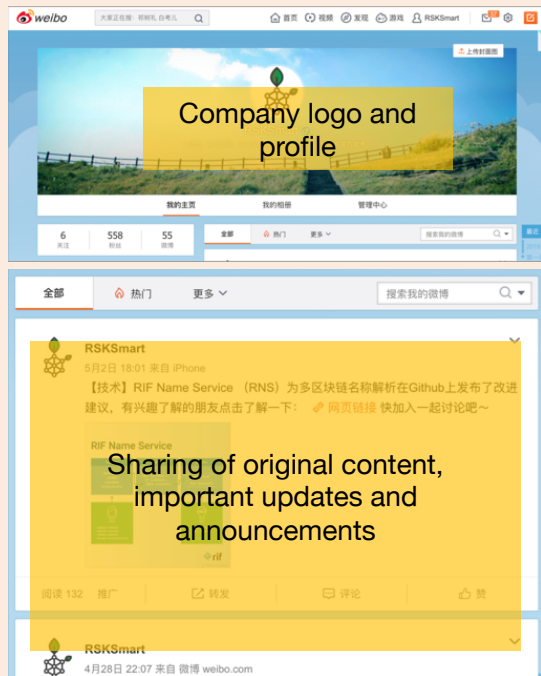 weibo
大家正在搜：
首页
视频
发现
游戏
RSKSmart
上传封面图
Company logo and
profile
我的主页
我的相册
管理中心
6
关注
558
粉丝
55
微博
全部
热门
更多
搜索我的微博
全部
热门
更多
搜索我的微博
RSKSmart
5月2日 18:01 来自 iPhone
【技术】RIF Name Service （RNS）为多区块链名称解析在Github上发布了改进
建议，有兴趣了解的朋友点击了解一下： 网页链接 快加入一起讨论吧～
RIF Name Service
Sharing of original content,
important updates and
announcements
rif
阅读 132
推广
转发
评论
赞
RSKSmart
4月28日 22:07 来自 微博 weibo.com